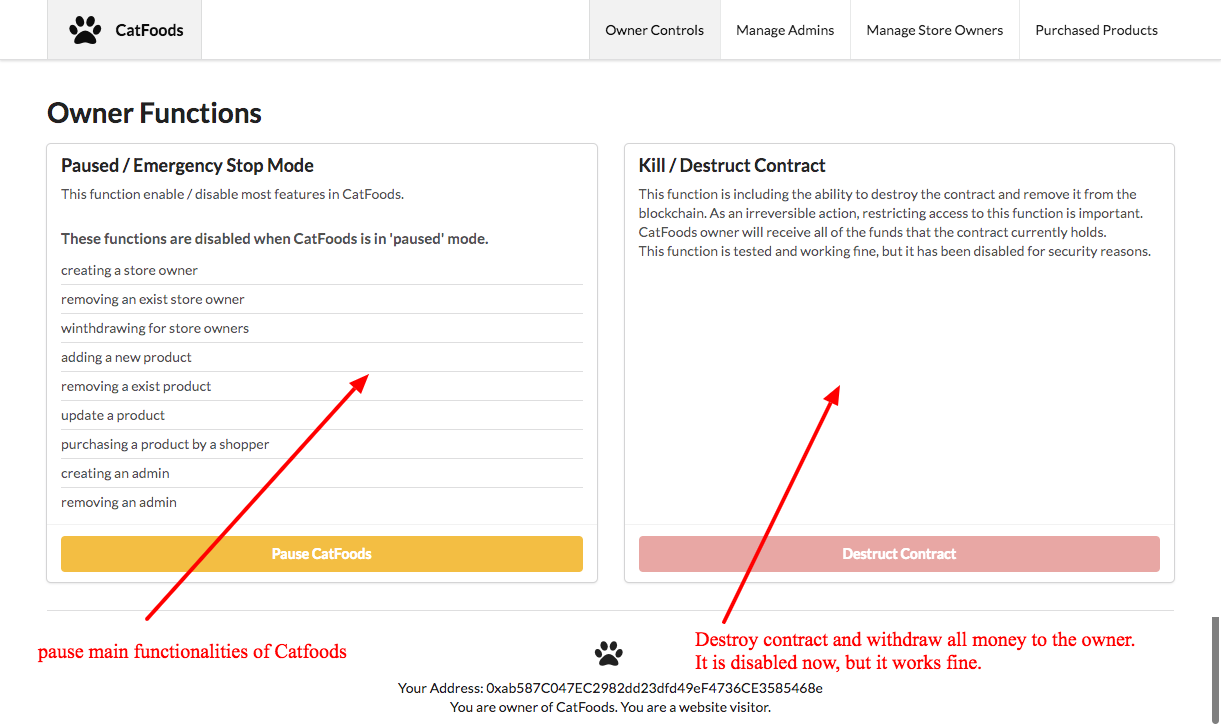 CatFoods
Owner Controls
Manage Admins
Manage Store Owners
Purchased Products
Owner Functions
Paused / Emergency Stop Mode
This function enable / disable most features in CatFoods.
These functions are disabled when CatFoods is in 'paused' mode.
creating a store owner
removing an exist store owner
winthdrawing for store owners
adding a new product
removing a exist product
update a product
purchasing a product by a shopper
creating an admin
removing an admin
Pause CatFoods
Kill / Destruct Contract
This function is including the ability to destroy the contract and remove it from the
blockchain. As an irreversible action, restricting access to this function is important.
CatFoods owner will receive all of the funds that the contract currently holds.
This function is tested and working fine, but it has been disabled for security reasons.
Destruct Contract
pause main functionalities of Catfoods
Destroy contract and withdraw all money to the owner.
It is disabled now, but it works fine.
Your Address: 0xab587C047EC2982dd23dfd49eF4736CE3585468e
You are owner of CatFoods. You are a website visitor.